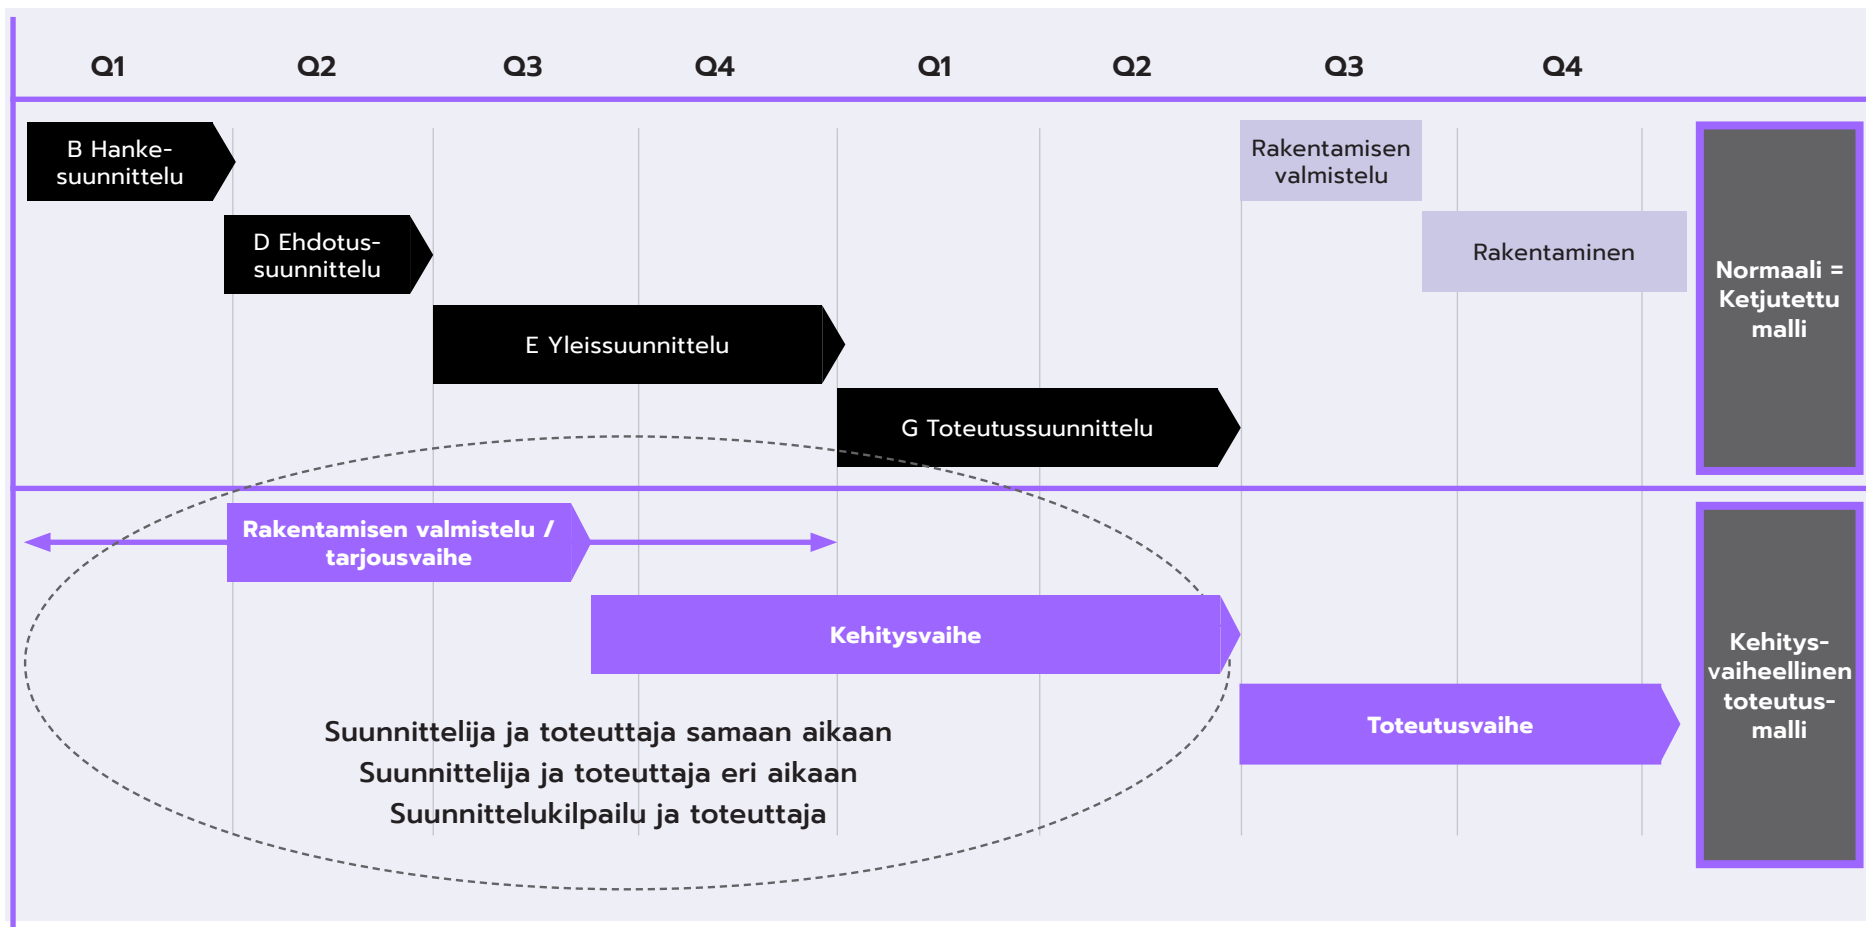 Q1 Q2 Q3 Q4 Q1 Q2 Q3 Q4
B Hanke-
suunnittelu
D Ehdotus-
suunnittelu
E Yleissuunnittelu
G Toteutussuunnittelu
Rakentamisen
valmistelu
Rakentaminen
Normaali =
Ketjutettu
malli
Rakentamisen valmistelu /
tarjousvaihe
Kehitysvaihe
Toteutusvaihe
Suunnittelija ja toteuttaja samaan aikaan
Suunnittelija ja toteuttaja eri aikaan
Suunnittelukilpailu ja toteuttaja
Kehitys-
vaiheellinen
toteutus-
malli